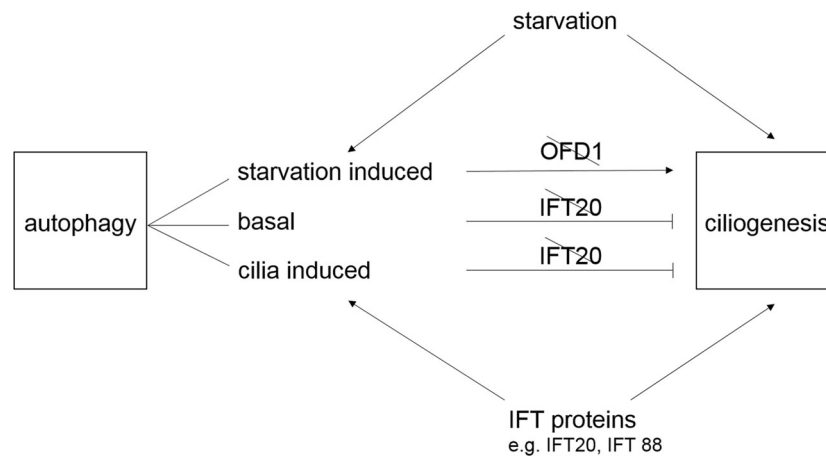 starvation
OFD1
starvation induced
autophagy
basal
IFT20
ciliogenesis
cilia induced
IFT20
IFT proteins
e.g. IFT20, IFT 88